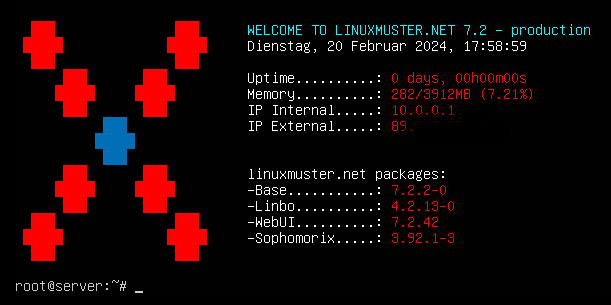 WELCOME TO LINUXMUSTER.NET 7.2 - production
Dienstag, 20 Februar 2024, 17:58:59
Uptime..........: 0 days, 00h00m00s
Memory..........: 282/3912MB (7.21%)
IP Internal.....: 10.0.0.1
IP External.....: 89.
linuxmuster.net packages:
-Base...........: 7.2.2-0
-Linbo..........: 4.2.13-0
-WebUI..........: 7.2.42
-Sophomorix.....: 3.92.1-3
root@server:~# _